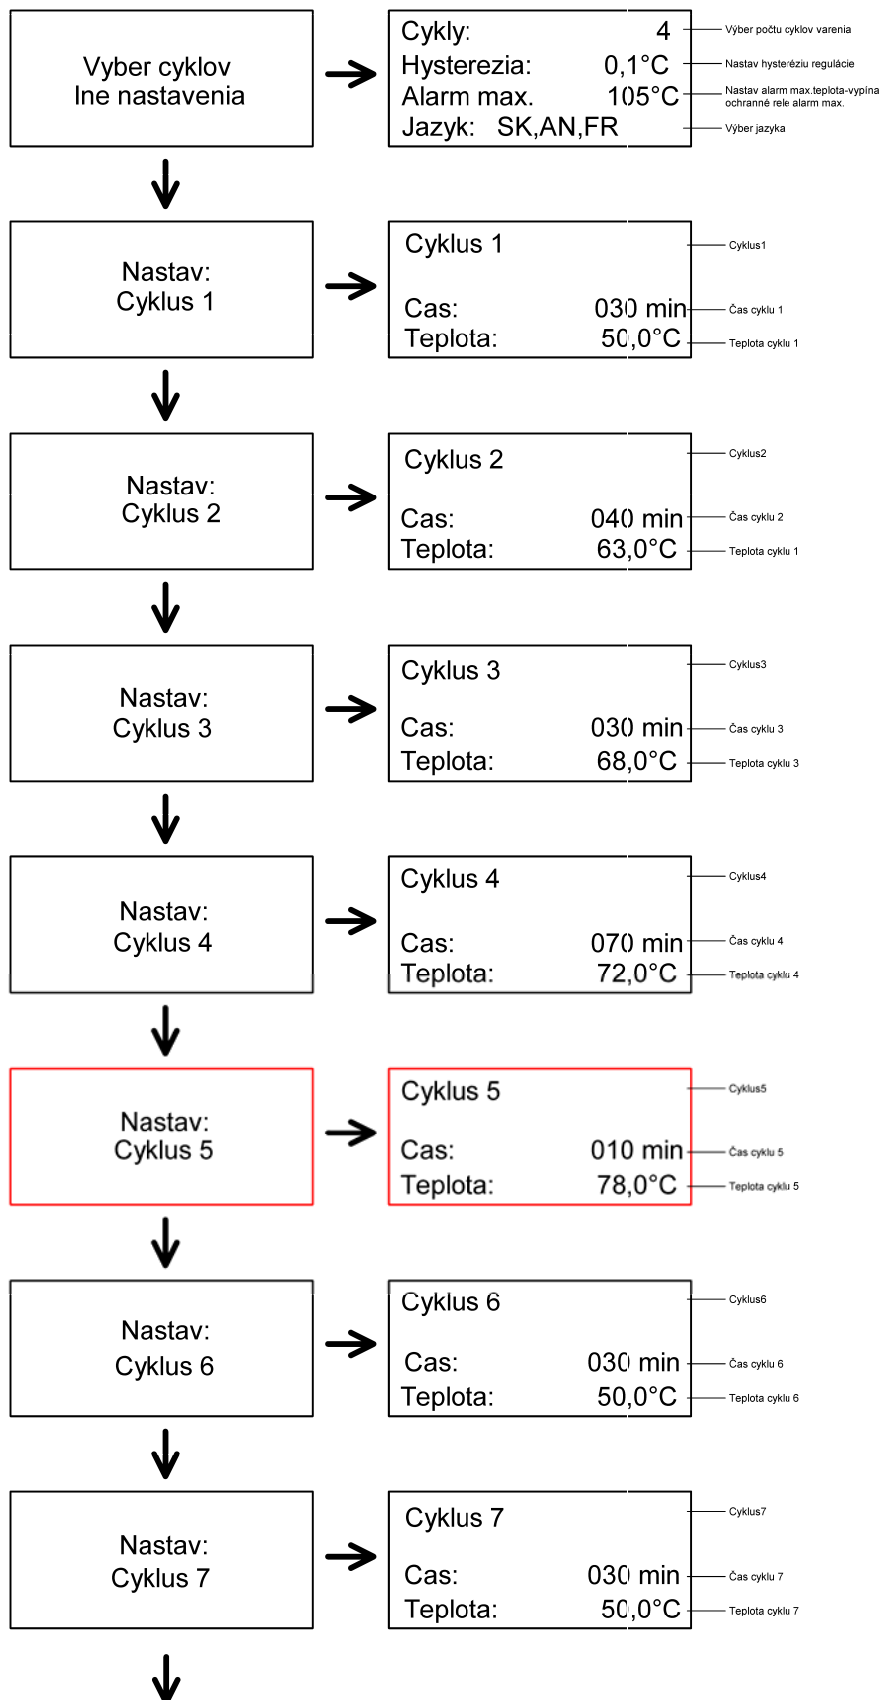 Vyber cyklov
Ine nastavenia
Cykly: 4
Hysterezia: 0,1°C
Alarm max. 105°C
Jazyk: SK,AN,FR
Výber počtu cyklov varenia
Nastav hysteréziu regulácie
Nastav alarm max.teplota-vypína
ochranné rele alarm max.
Výber jazyka
Nastav:
Cyklus 1
Cyklus 1
Cas: 030 min
Teplota: 50,0°C
Cyklus1
Čas cyklu 1
Teplota cyklu 1
Nastav:
Cyklus 2
Cyklus 2
Cas: 040 min
Teplota: 63,0°C
Cyklus2
Čas cyklu 2
Teplota cyklu 1
Nastav:
Cyklus 3
Cyklus 3
Cas: 030 min
Teplota: 68,0°C
Cyklus3
Čas cyklu 3
Teplota cyklu 3
Nastav:
Cyklus 4
Cyklus 4
Cas: 070 min
Teplota: 72,0°C
Cyklus4
Čas cyklu 4
Teplota cyklu 4
Nastav:
Cyklus 5
Cyklus 5
Cas: 010 min
Teplota: 78,0°C
Cyklus5
Čas cyklu 5
Teplota cyklu 5
Nastav:
Cyklus 6
Cyklus 6
Cas: 030 min
Teplota: 50,0°C
Cyklus6
Čas cyklu 6
Teplota cyklu 6
Nastav:
Cyklus 7
Cyklus 7
Cas: 030 min
Teplota: 50,0°C
Cyklus7
Čas cyklu 7
Teplota cyklu 7